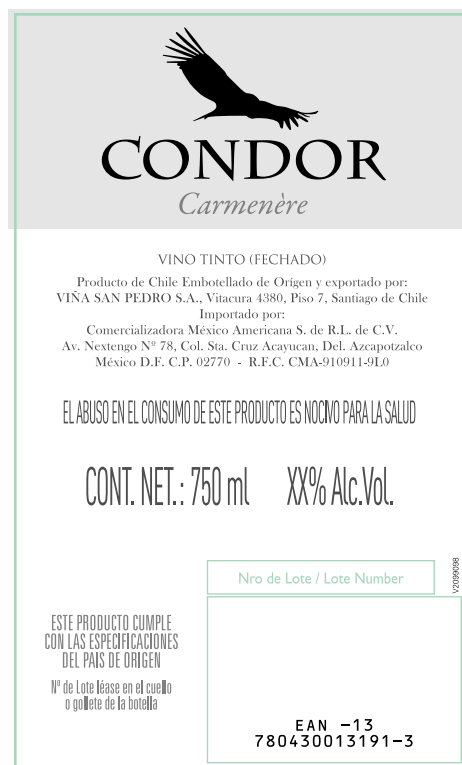 CONDOR
Carmenère
VINO TINTO (FECHADO)
Producto de Chile Embotellado de Orígen y exportado por:
VIÑA SAN PEDRO S.A., Vitacura 4380, Piso 7, Santiago de Chile
Importado por:
Comercializadora México Americana S. de R.L. de C.V.
Av. Nextengo Nº 78, Col. Sta. Cruz Acayucan, Del. Azcapotzalco
México D.F. C.P. 02770 - R.F.C. CMA-910911-9L0
EL ABUSO EN EL CONSUMO DE ESTE PRODUCTO ES NOCIVO PARA LA SALUD
CONT. NET.: 750 ml XX% Alc.Vol.
Nro de Lote / Lote Number
V2099098
ESTE PRODUCTO CUMPLE
CON LAS ESPECIFICACIONES
DEL PAIS DE ORIGEN
Nº de Lote léase en el cuello
o gollete de la botella
EAN -13
780430013191-3